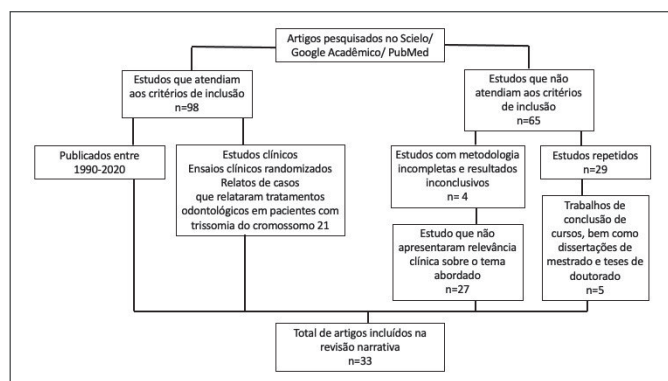 Artigos pesquisados no Scielo/
Google Acadêmico/ PubMed
Estudos que atendiam
aos critérios de inclusão
n=98
Estudos que não
atendiam aos critérios
de inclusão
n=65
Publicados entre
1990-2020
Estudos clínicos
Ensaios clínicos randomizados
Relatos de casos
que relataram tratamentos
odontológicos em pacientes com
trissomia do cromossomo 21
Estudos com metodologia
incompletas e resultados
inconclusivos
n= 4
Estudos repetidos
n=29
Estudo que não
apresentaram relevância
clínica sobre o tema
abordado
n=27
Trabalhos de
conclusão de
cursos, bem como
dissertações de
mestrado e teses de
doutorado
n=5
Total de artigos incluídos na
revisão narrativa
n=33